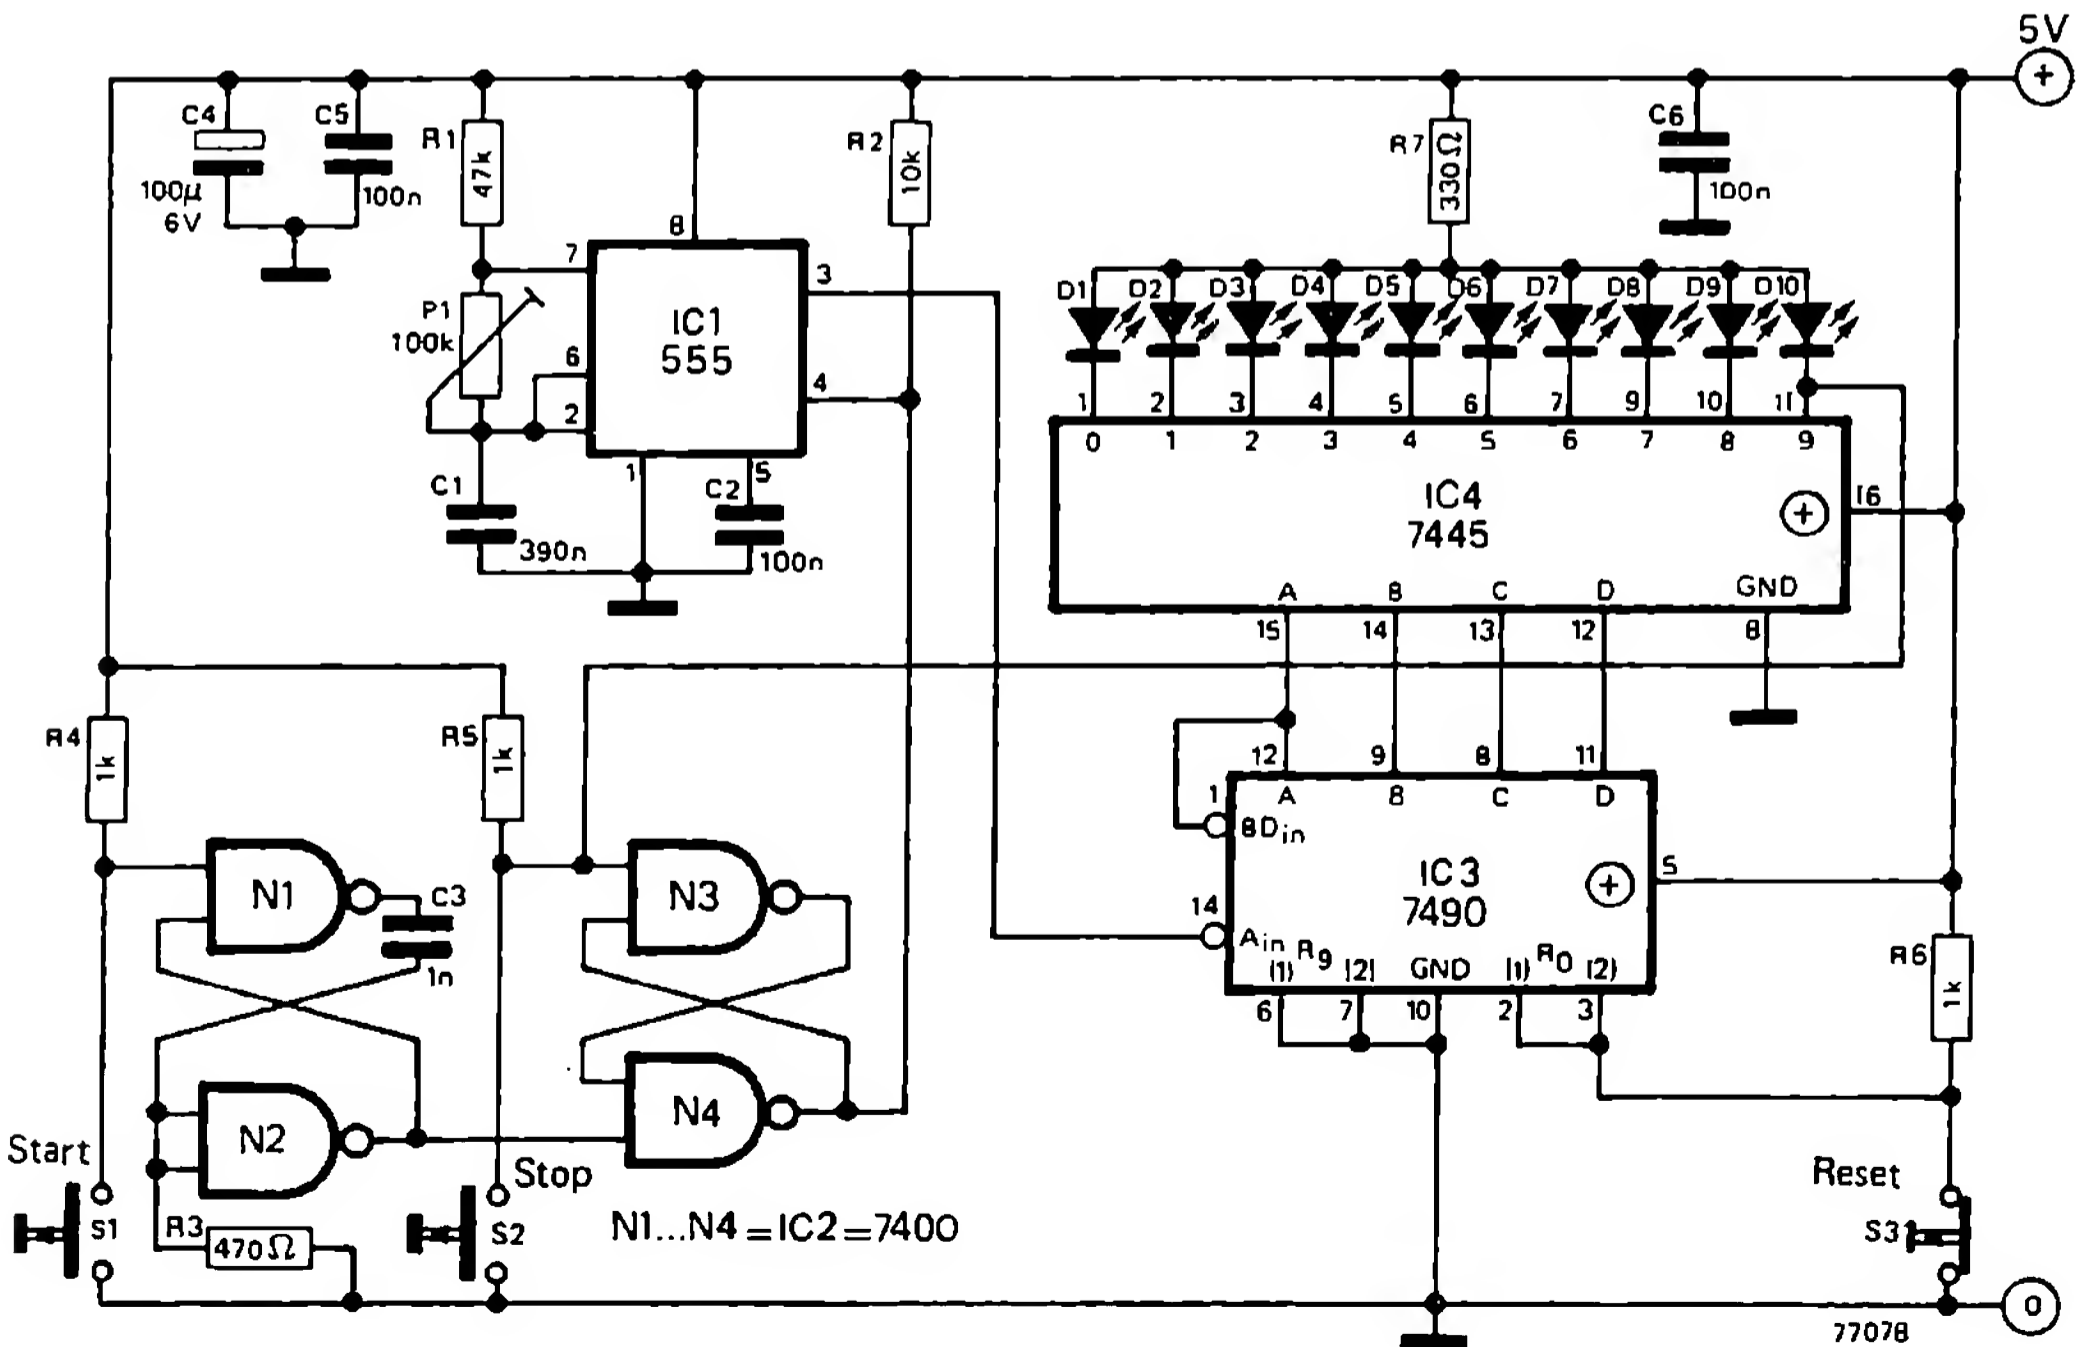 5V
+
C4
100µ
6V
C5
100n
R1
47k
R2
10k
R7
330Ω
C6
100n
8
7
3
P1
100k
6
IC1
555
4
2
1
5
C1
390n
C2
100n
D1
D2
D3
D4
D5
D6
D7
D8
D9
D10
1 2 3 4 5 6 7 9 10 11
0 1 2 3 4 5 6 7 8 9
IC4
7445
+
16
A B C D GND
15 14 13 12 8
R4
1k
R5
1k
12 9 8 11
A B C D
1
BDin
IC3
7490
+
5
14
Ain
R9
(1) (2)
GND
R0
(1) (2)
6 7 10 2 3
R6
1k
N1
C3
1n
N3
N2
N4
Start
S1
R3
470Ω
Stop
S2
N1...N4=IC2=7400
Reset
S3
0
77078